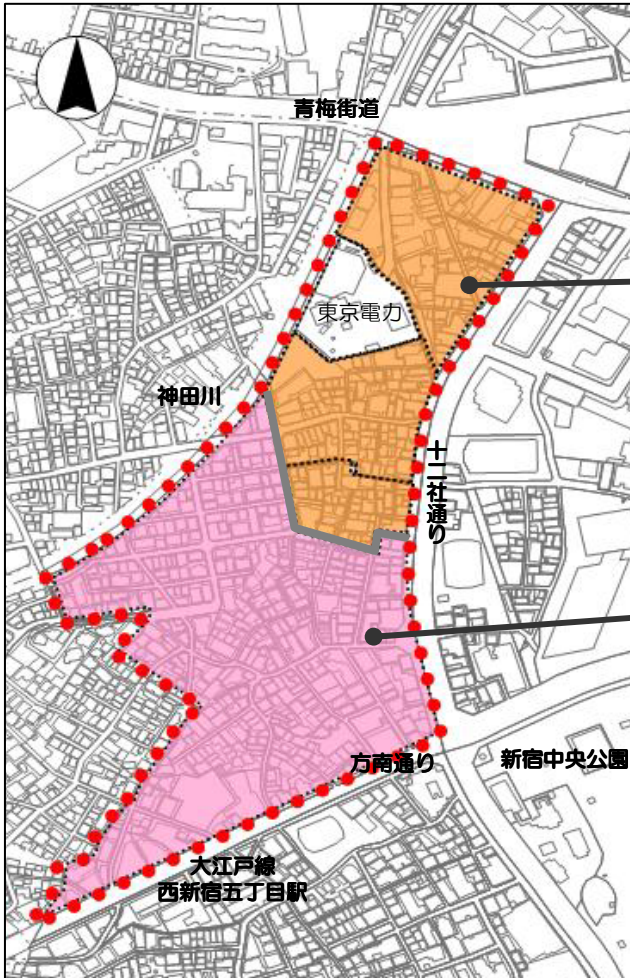 青梅街道
東京電力
神田川
十二社通り
方南通り
新宿中央公園
大江戸線
西新宿五丁目駅